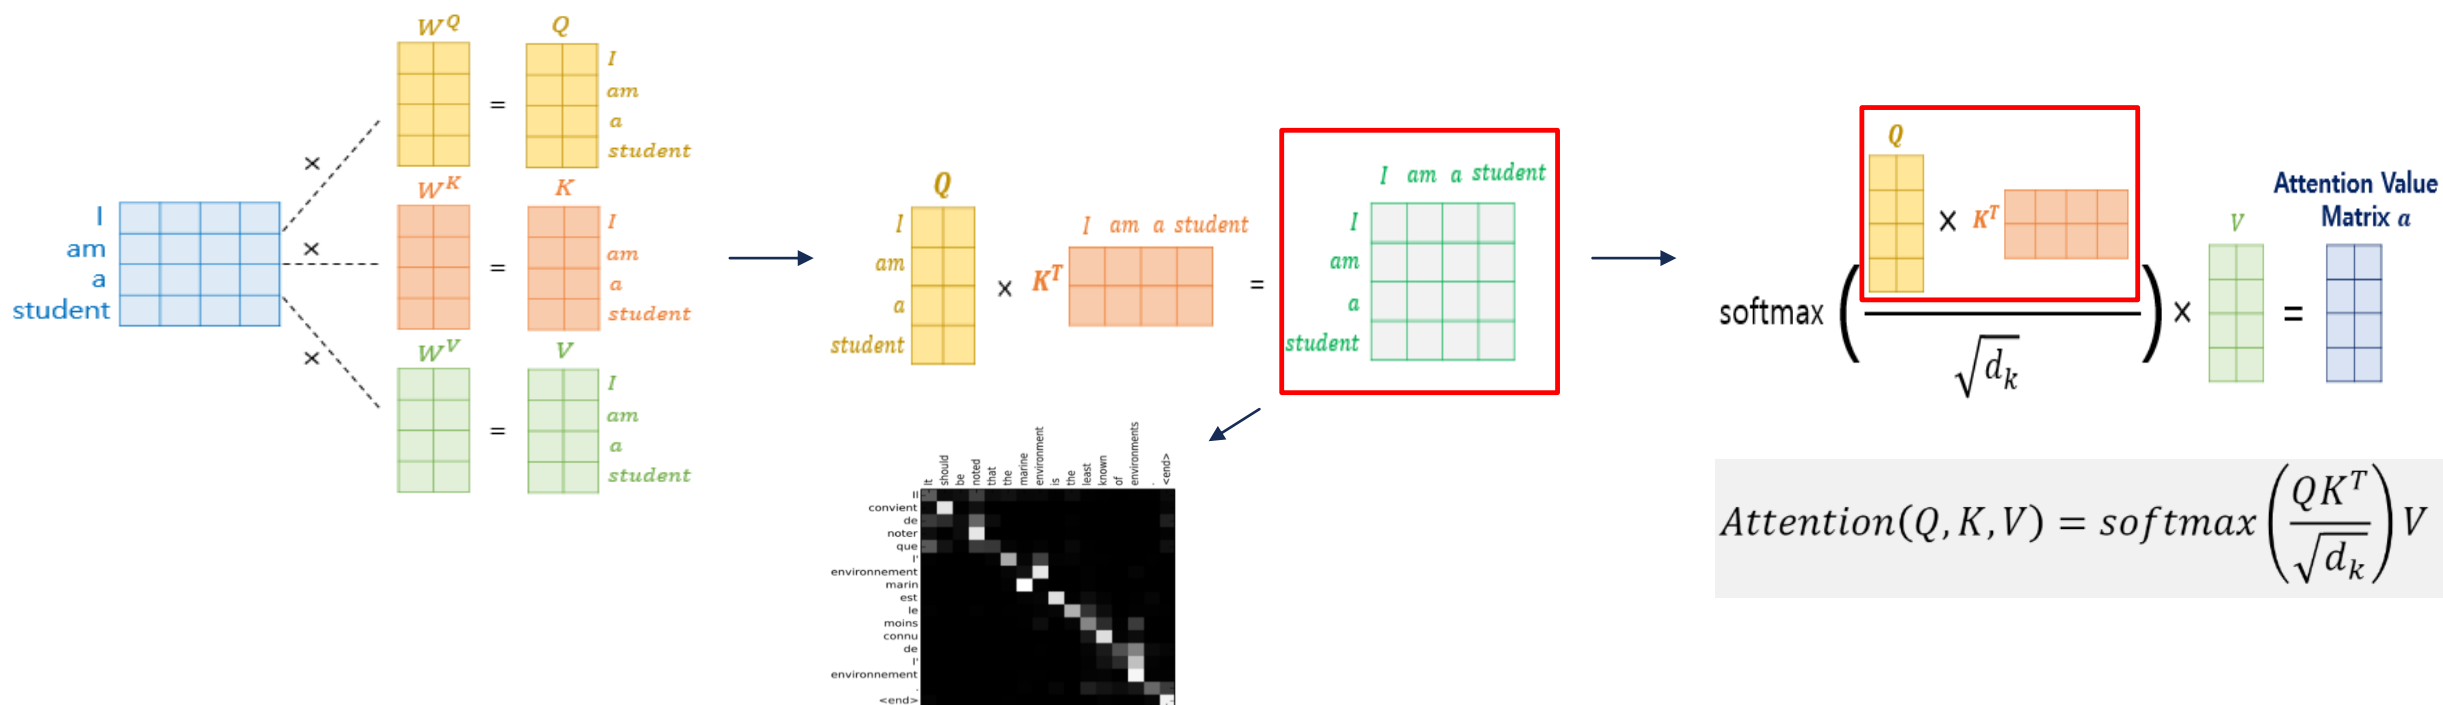 I
am
a
student
×
×
×
W^Q
=
Q
I
am
a
student
W^K
=
K
I
am
a
student
W^V
=
V
I
am
a
student
Q
I
am
a
student
×
K^T
I am a student
=
I am a student
I
am
a
student
It should be noted that the marine environment is the least known of environments . <end>
Il
convient
de
noter
que
l'
environnement
marin
est
le
moins
connu
de
l'
environnement
.
<end>
softmax
(
Q
×
K^T
√d_k
)
×
V
=
Attention Value
Matrix a
Attention(Q, K, V) = softmax(QK^T / √d_k)V